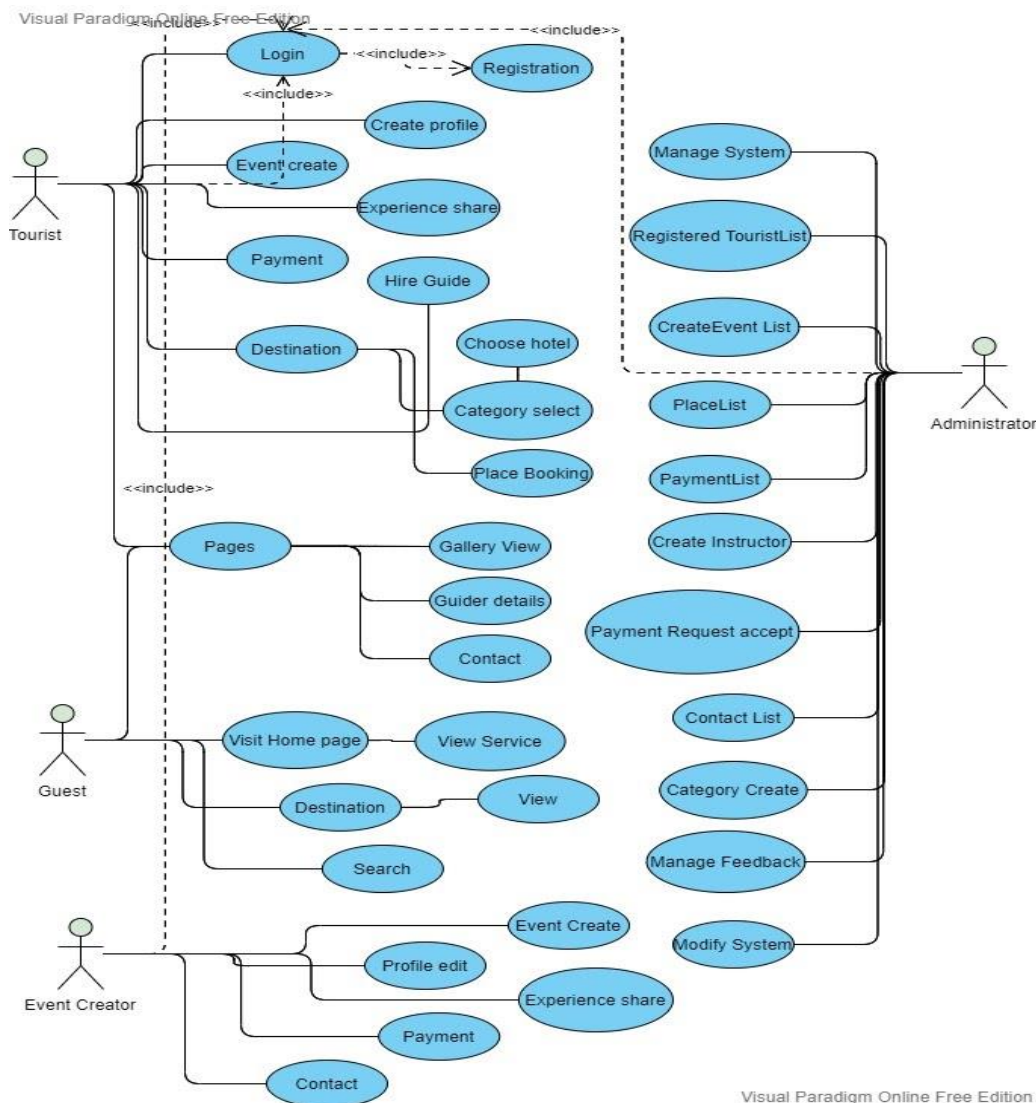 Visual Paradigm Online Free Edition
<<include>>
<<include>>
Login
<<include>>
Registration
<<include>>
Create profile
Manage System
Event create
Tourist
Experience share
Registered TouristList
Payment
Hire Guide
CreateEvent List
Destination
Choose hotel
Category select
PlaceList
Administrator
Place Booking
PaymentList
<<include>>
Pages
Gallery View
Create Instructor
Guider details
Payment Request accept
Contact
Contact List
Visit Home page
View Service
Guest
Destination
View
Category Create
Search
Manage Feedback
Event Create
Modify System
Profile edit
Event Creator
Experience share
Payment
Contact
Visual Paradigm Online Free Edition